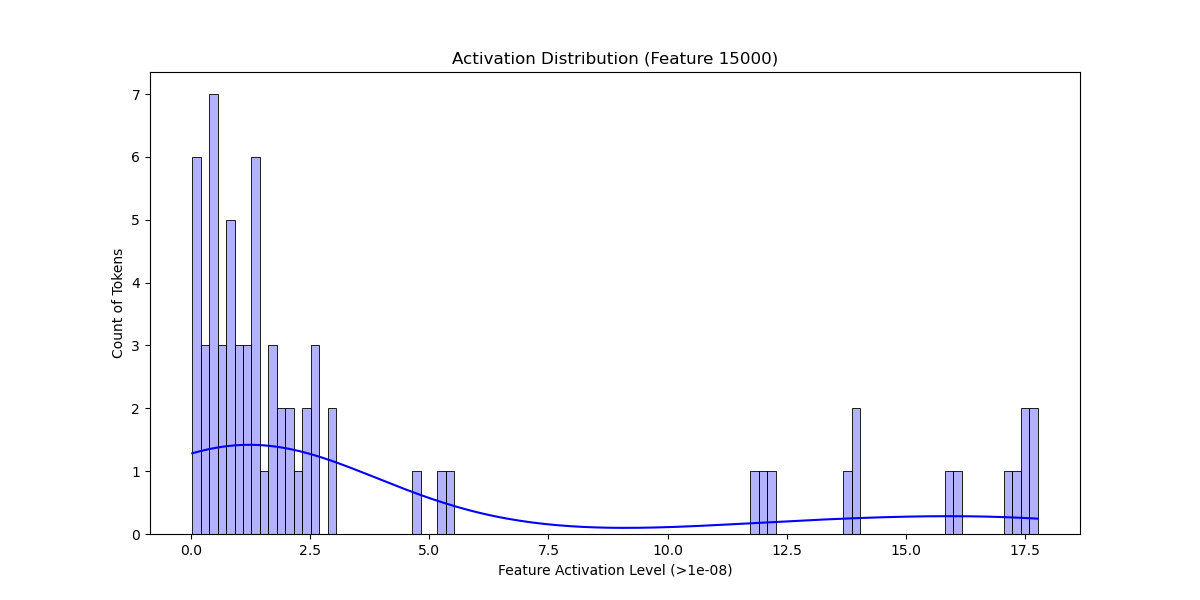 Activation Distribution (Feature 15000)
7
6
5
4
3
2
1
0
Count of Tokens
0.0 2.5 5.0 7.5 10.0 12.5 15.0 17.5
Feature Activation Level (>1e-08)